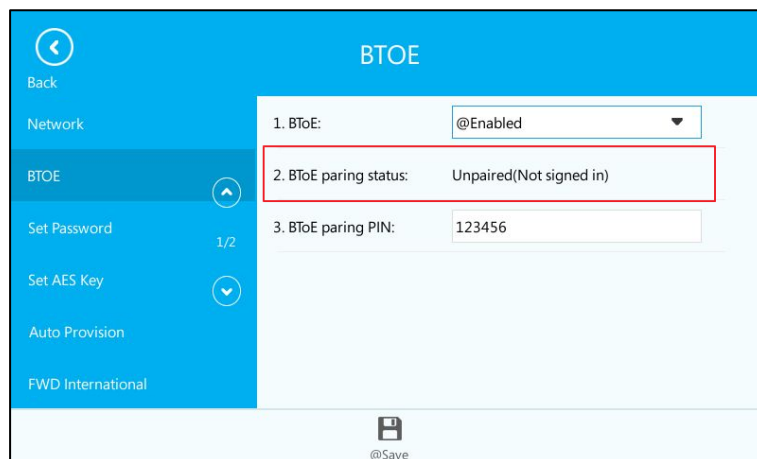 BTOE
Back
Network
BTOE
Set Password
1/2
Set AES Key
Auto Provision
FWD International
1. BToE: @Enabled
2. BToE paring status: Unpaired(Not signed in)
3. BToE paring PIN: 123456
@Save